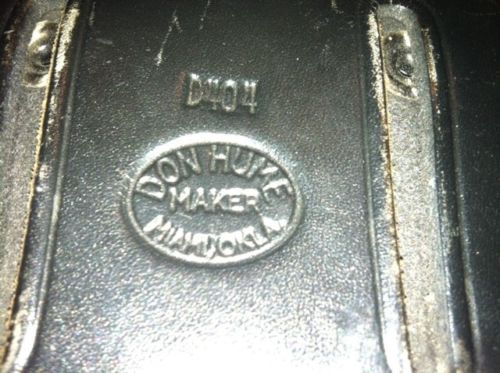 D404
DON HUME
MAKER
MIAMI, OKLA